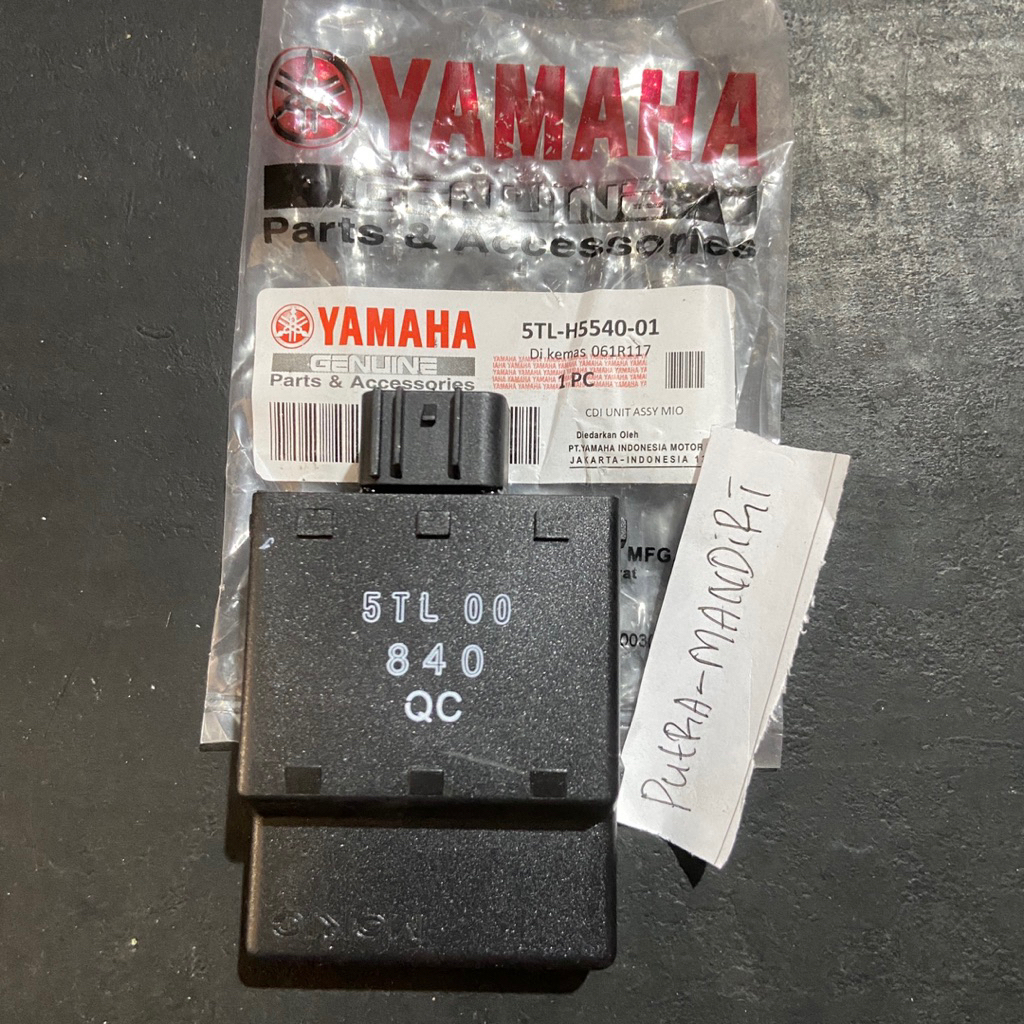 YAMAHA
GENUINE
Parts & Accessories
YAMAHA
GENUINE
Parts & Accessories
5TL-H5540-01
Di kemas 061R117
1 PC
CDI UNIT ASSY MIO
Diedarkan Oleh
PT.YAMAHA INDONESIA MOTOR
JAKARTA-INDONESIA
MFG
5TL 00
840
QC
PUtRA-MANDiRI